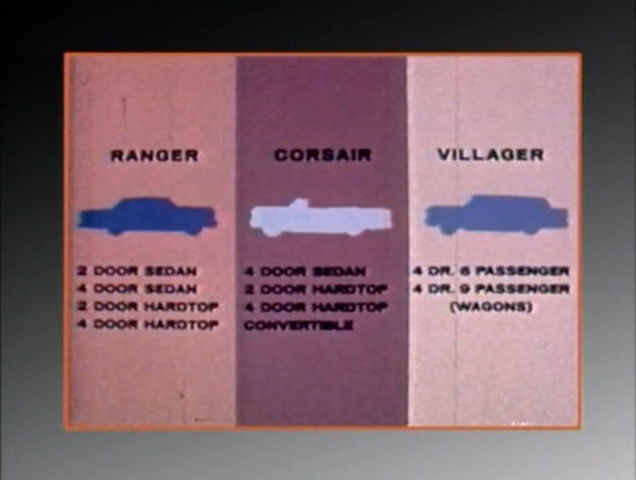 RANGER
2 DOOR SEDAN
4 DOOR SEDAN
2 DOOR HARDTOP
4 DOOR HARDTOP
CORSAIR
4 DOOR SEDAN
2 DOOR HARDTOP
4 DOOR HARDTOP
CONVERTIBLE
VILLAGER
4 DR. 6 PASSENGER
4 DR. 9 PASSENGER
(WAGONS)